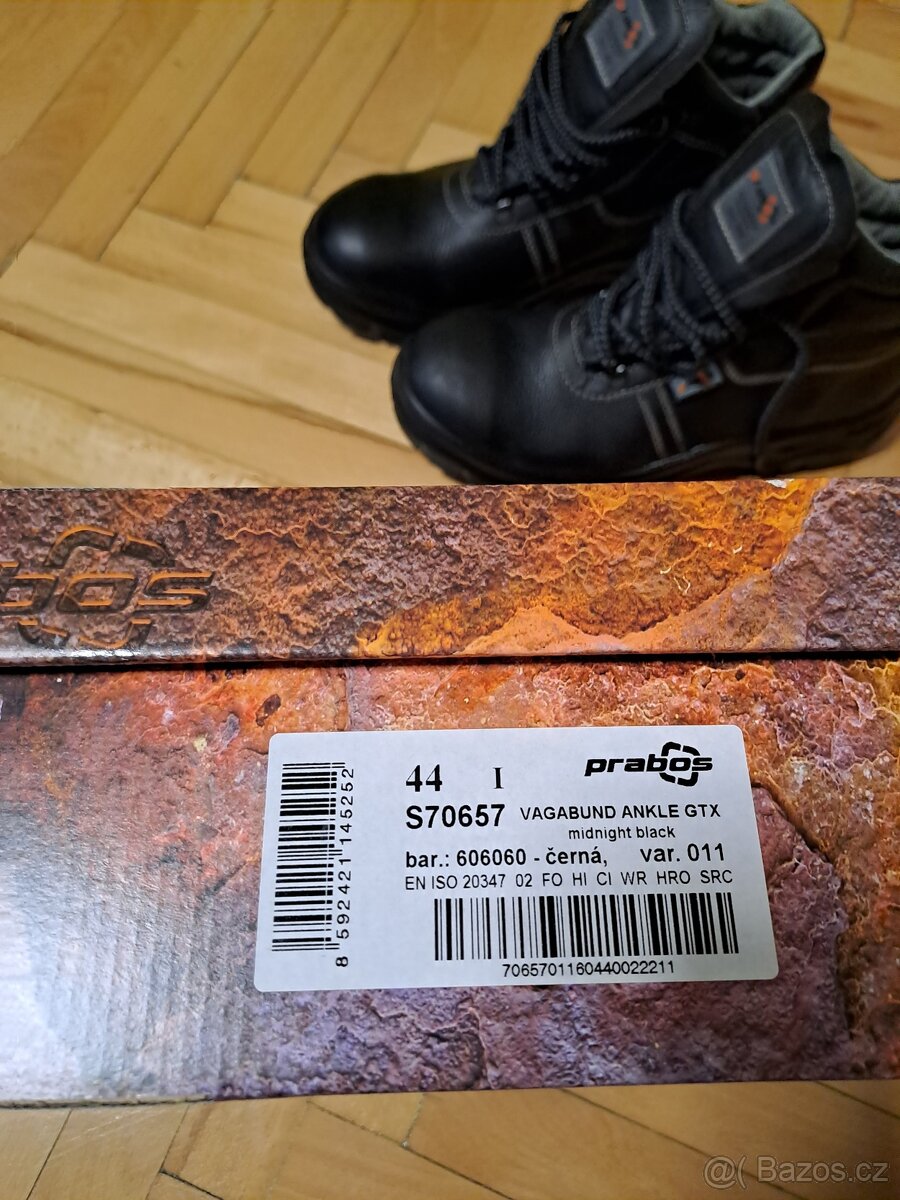 bos
44 I
prabos
S70657 VAGABUND ANKLE GTX
midnight black
bar.: 606060 - černá, var. 011
EN ISO 20347 02 FO HI CI WR HRO SRC
7065701160440022211
8 592421 145252
@( Bazos.cz